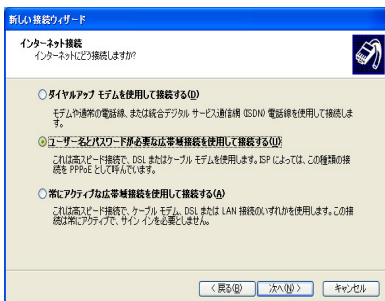 新しい接続ウィザード
インターネット接続
インターネットにどう接続しますか?
ダイヤルアップ モデムを使用して接続する(D)
モデムや通常の電話線、または統合デジタル サービス通信網 (ISDN) 電話線を使用して接続しま
す。
ユーザー名とパスワードが必要な広帯域接続を使用して接続する(U)
これは高スピード接続で、DSL またはケーブル モデムを使用します。ISP によっては、この種類の接
続を PPPoE として呼んでいます。
常にアクティブな広帯域接続を使用して接続する(A)
これは高スピード接続で、ケーブル モデム、DSL または LAN 接続のいずれかを使用します。この接
続は常にアクティブで、サイン インを必要としません。
< 戻る(B)
次へ(N) >
キャンセル